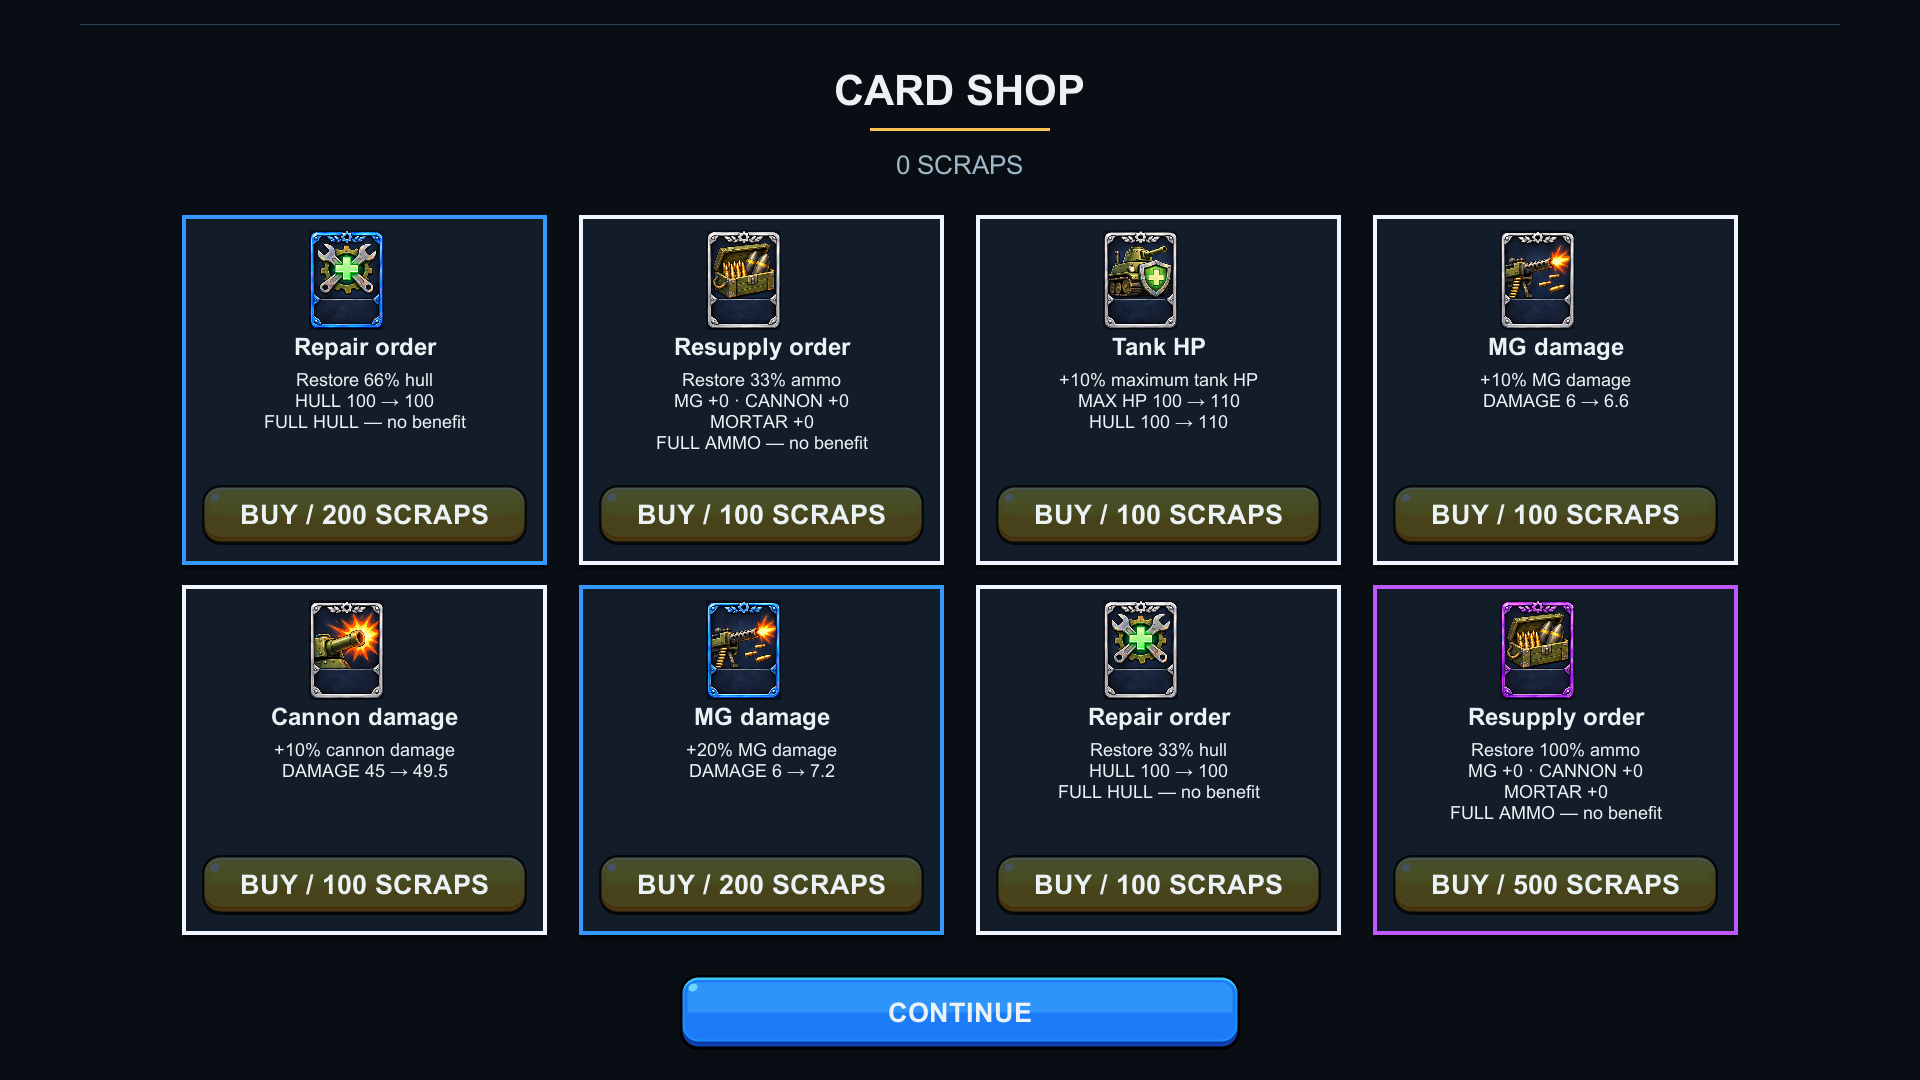 CARD SHOP
0 SCRAPS
Repair order
Restore 66% hull
HULL 100 → 100
FULL HULL — no benefit
BUY / 200 SCRAPS
Resupply order
Restore 33% ammo
MG +0 · CANNON +0
MORTAR +0
FULL AMMO — no benefit
BUY / 100 SCRAPS
Tank HP
+10% maximum tank HP
MAX HP 100 → 110
HULL 100 → 110
BUY / 100 SCRAPS
MG damage
+10% MG damage
DAMAGE 6 → 6.6
BUY / 100 SCRAPS
Cannon damage
+10% cannon damage
DAMAGE 45 → 49.5
BUY / 100 SCRAPS
MG damage
+20% MG damage
DAMAGE 6 → 7.2
BUY / 200 SCRAPS
Repair order
Restore 33% hull
HULL 100 → 100
FULL HULL — no benefit
BUY / 100 SCRAPS
Resupply order
Restore 100% ammo
MG +0 · CANNON +0
MORTAR +0
FULL AMMO — no benefit
BUY / 500 SCRAPS
CONTINUE